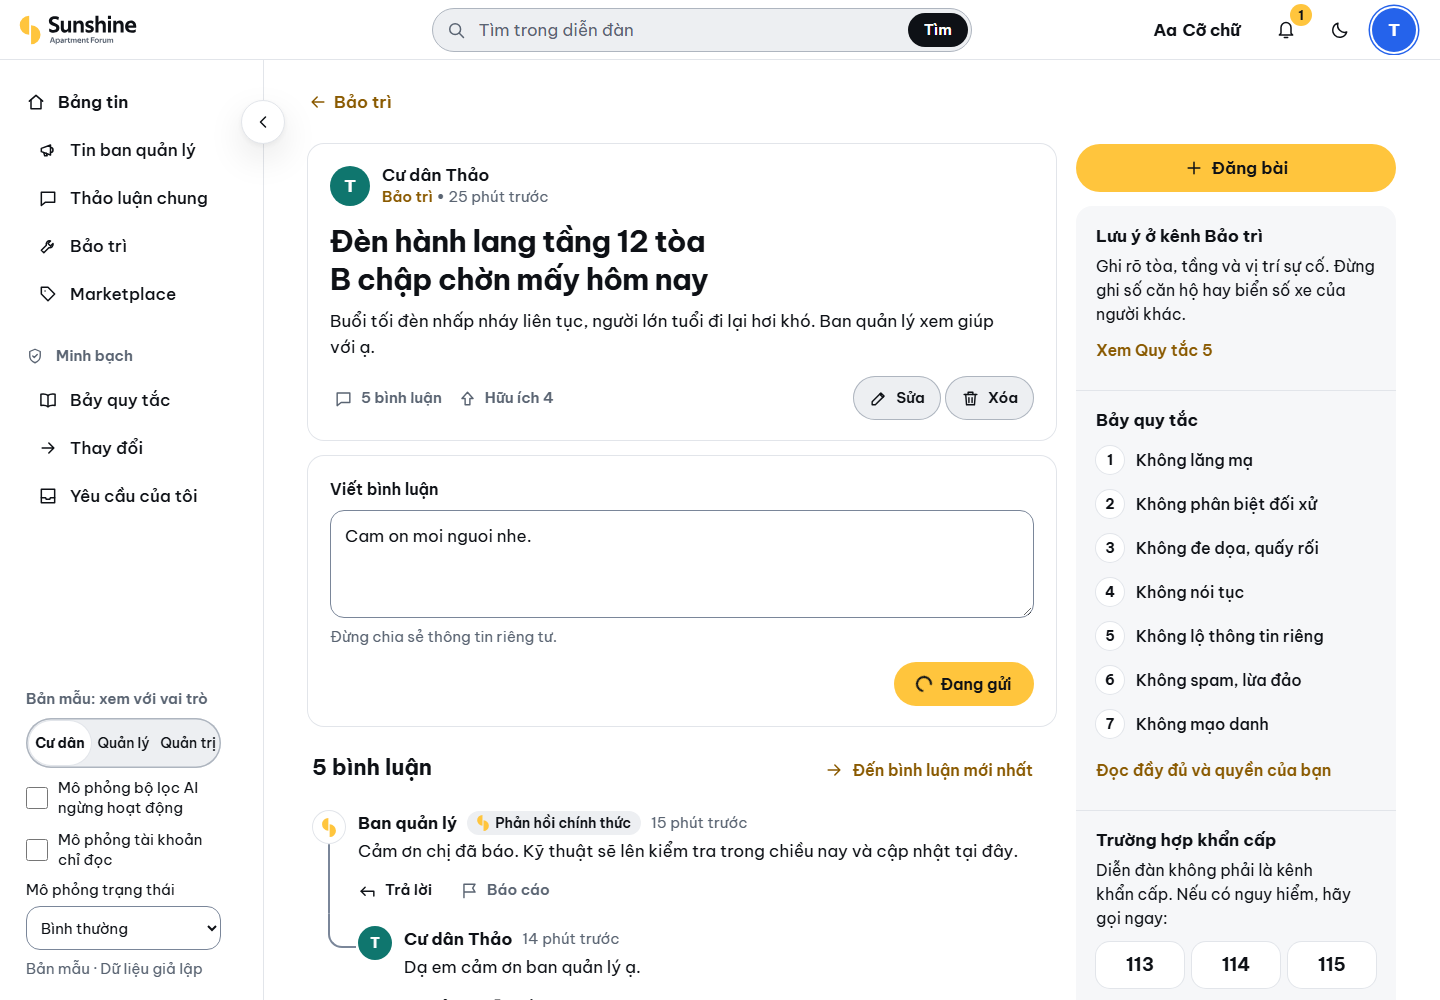 Sunshine
Apartment Forum
Tìm trong diễn đàn
Tìm
Aa Cỡ chữ
1
T
Bảng tin
Tin ban quản lý
Thảo luận chung
Bảo trì
Marketplace
Minh bạch
Bảy quy tắc
Thay đổi
Yêu cầu của tôi
Bản mẫu: xem với vai trò
Cư dân
Quản lý
Quản trị
Mô phỏng bộ lọc AI
ngừng hoạt động
Mô phỏng tài khoản
chỉ đọc
Mô phỏng trạng thái
Bình thường
Bản mẫu · Dữ liệu giả lập
Bảo trì
T
Cư dân Thảo
Bảo trì • 25 phút trước
Đèn hành lang tầng 12 tòa
B chập chờn mấy hôm nay
Buổi tối đèn nhấp nháy liên tục, người lớn tuổi đi lại hơi khó. Ban quản lý xem giúp
với ạ.
5 bình luận
Hữu ích 4
Sửa
Xóa
Viết bình luận
Cam on moi nguoi nhe.
Đừng chia sẻ thông tin riêng tư.
Đang gửi
5 bình luận
Đến bình luận mới nhất
Ban quản lý
Phản hồi chính thức
15 phút trước
Cảm ơn chị đã báo. Kỹ thuật sẽ lên kiểm tra trong chiều nay và cập nhật tại đây.
Trả lời
Báo cáo
T
Cư dân Thảo
14 phút trước
Dạ em cảm ơn ban quản lý ạ.
Đăng bài
Lưu ý ở kênh Bảo trì
Ghi rõ tòa, tầng và vị trí sự cố. Đừng
ghi số căn hộ hay biển số xe của
người khác.
Xem Quy tắc 5
Bảy quy tắc
1 Không lăng mạ
2 Không phân biệt đối xử
3 Không đe dọa, quấy rối
4 Không nói tục
5 Không lộ thông tin riêng
6 Không spam, lừa đảo
7 Không mạo danh
Đọc đầy đủ và quyền của bạn
Trường hợp khẩn cấp
Diễn đàn không phải là kênh
khẩn cấp. Nếu có nguy hiểm, hãy
gọi ngay:
113
114
115